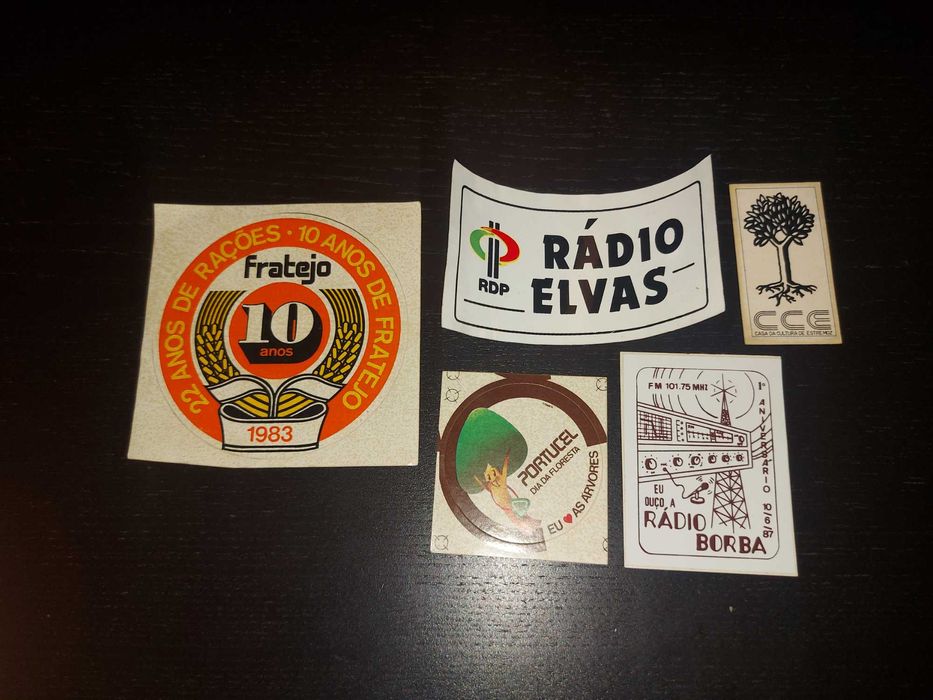 22 ANOS DE RAÇÕES · 10 ANOS DE FRATEJO
fratejo
10
anos
1983
RDP
RÁDIO
ELVAS
CCE
CASA DA CULTURA DE ESTREMOZ
PORTUCEL
DIA DA FLORESTA
EU ♥ AS ARVORES
FM 101.75 MHZ
1º ANIVERSÁRIO 10/6/87
EU
OUÇO, A
RÁDIO
BORBA